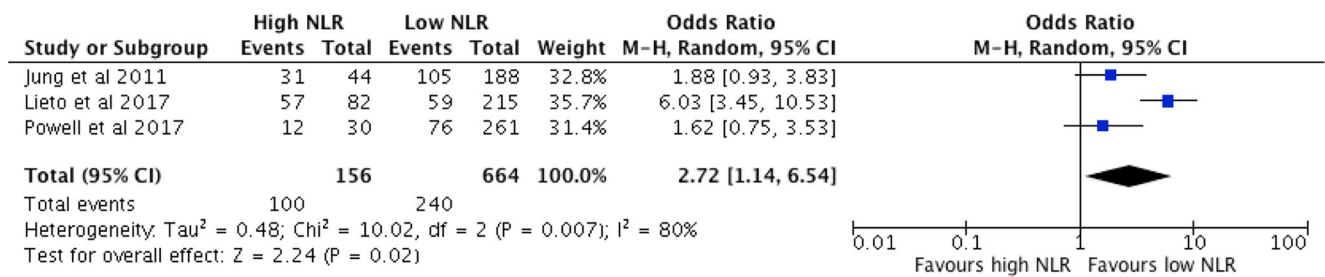 High NLR Low NLR Odds Ratio Odds Ratio
Study or Subgroup Events Total Events Total Weight M-H, Random, 95% CI M-H, Random, 95% CI
Jung et al 2011 31 44 105 188 32.8% 1.88 [0.93, 3.83]
Lieto et al 2017 57 82 59 215 35.7% 6.03 [3.45, 10.53]
Powell et al 2017 12 30 76 261 31.4% 1.62 [0.75, 3.53]
Total (95% CI) 156 664 100.0% 2.72 [1.14, 6.54]
Total events 100 240
Heterogeneity: Tau² = 0.48; Chi² = 10.02, df = 2 (P = 0.007); I² = 80%
Test for overall effect: Z = 2.24 (P = 0.02)
0.01 0.1 1 10 100
Favours high NLR Favours low NLR